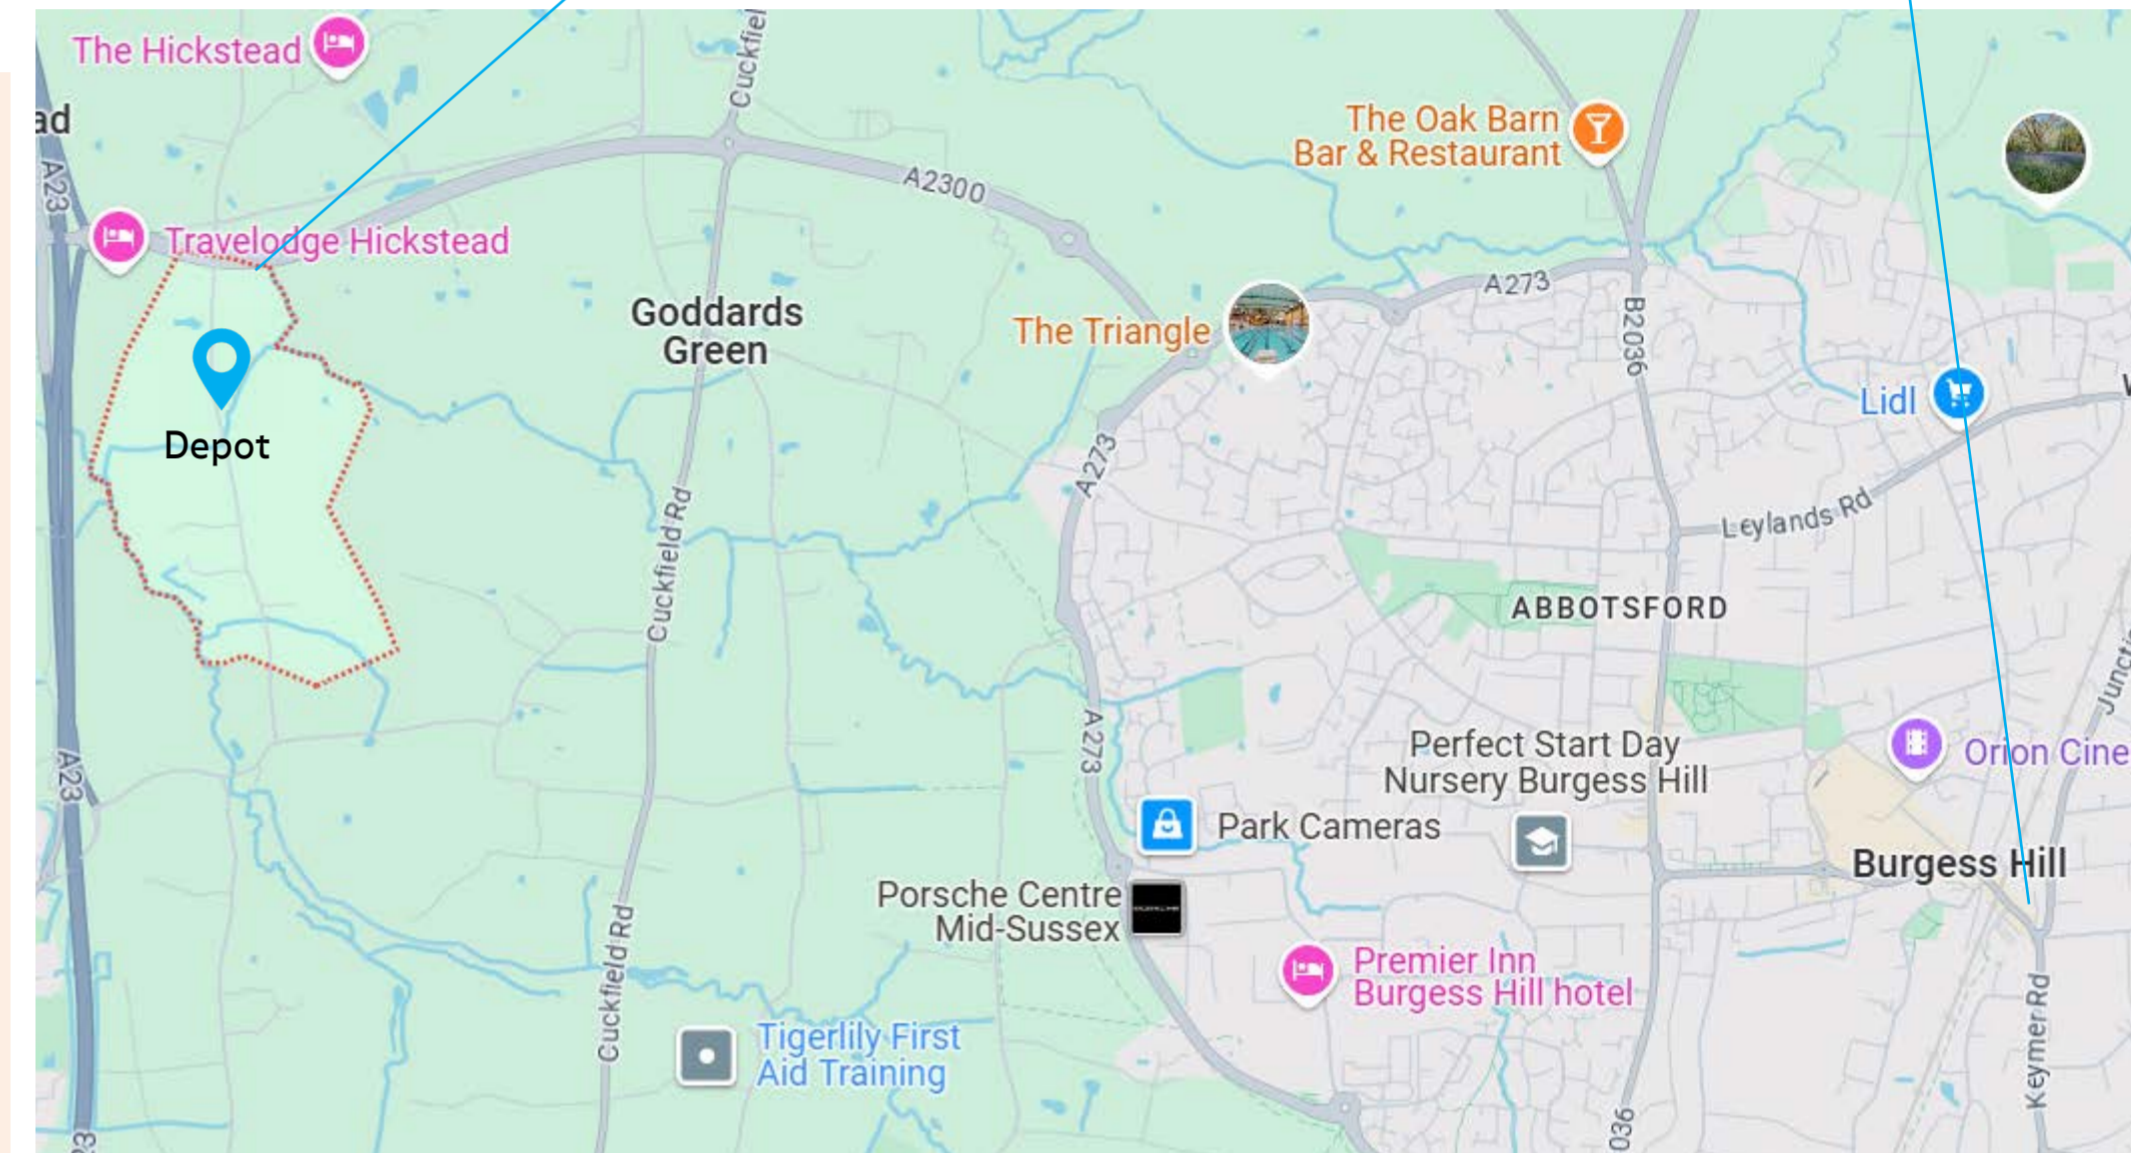 The Hickstead
ad
Cuckfiel
The Oak Barn
Bar & Restaurant
A23
A2300
Travelodge Hickstead
A273
Goddards
Green
The Triangle
B2036
Depot
Lidl
A273
Leylands Rd
Cuckfield Rd
ABBOTSFORD
Juncti
A273
Perfect Start Day
Nursery Burgess Hill
Orion Cine
A23
Park Cameras
Burgess Hill
Porsche Centre
Mid-Sussex
Cuckfield Rd
Premier Inn
Burgess Hill hotel
Keymer Rd
Tigerlily First
Aid Training
036